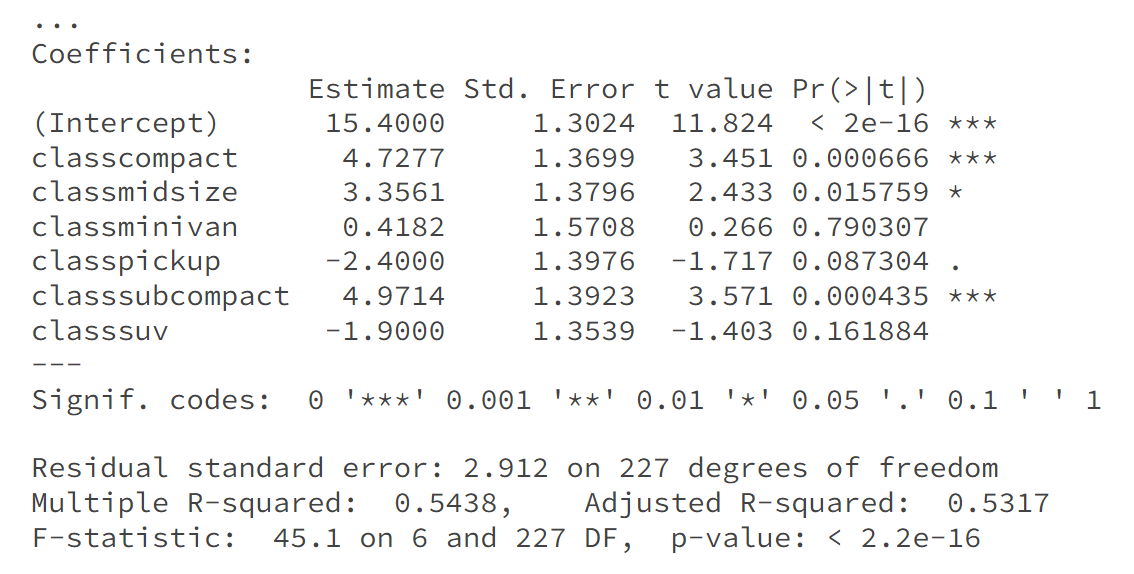 ...
Coefficients:
                Estimate Std. Error t value Pr(>|t|)
(Intercept)      15.4000     1.3024  11.824  < 2e-16 ***
classcompact      4.7277     1.3699   3.451 0.000666 ***
classmidsize      3.3561     1.3796   2.433 0.015759 *
classminivan      0.4182     1.5708   0.266 0.790307
classpickup      -2.4000     1.3976  -1.717 0.087304 .
classsubcompact   4.9714     1.3923   3.571 0.000435 ***
classsuv         -1.9000     1.3539  -1.403 0.161884
---
Signif. codes:  0 '***' 0.001 '**' 0.01 '*' 0.05 '.' 0.1 ' ' 1
Residual standard error: 2.912 on 227 degrees of freedom
Multiple R-squared:  0.5438,    Adjusted R-squared:  0.5317
F-statistic:  45.1 on 6 and 227 DF,  p-value: < 2.2e-16